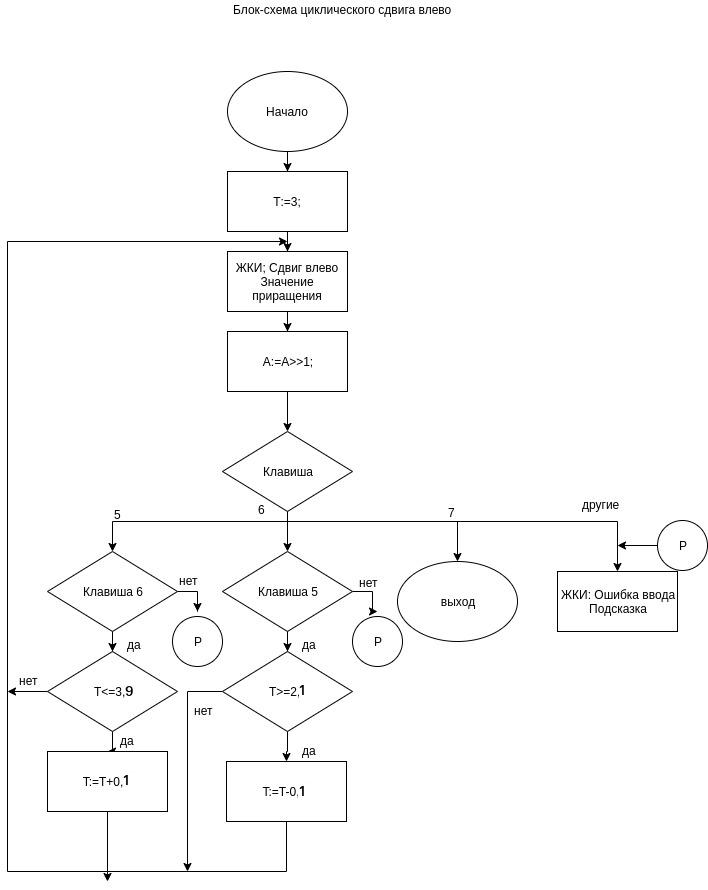 Блок-схема циклического сдвига влево
Начало
T:=3;
ЖКИ; Сдвиг влево
Значение
приращения
A:=A>>1;
Клавиша
5
6
7
другие
Клавиша 6
нет
Клавиша 5
нет
выход
P
ЖКИ: Ошибка ввода
Подсказка
P
P
да
да
нет
T<=3,9
T>=2,1
нет
да
да
T:=T+0,1
T:=T-0,1